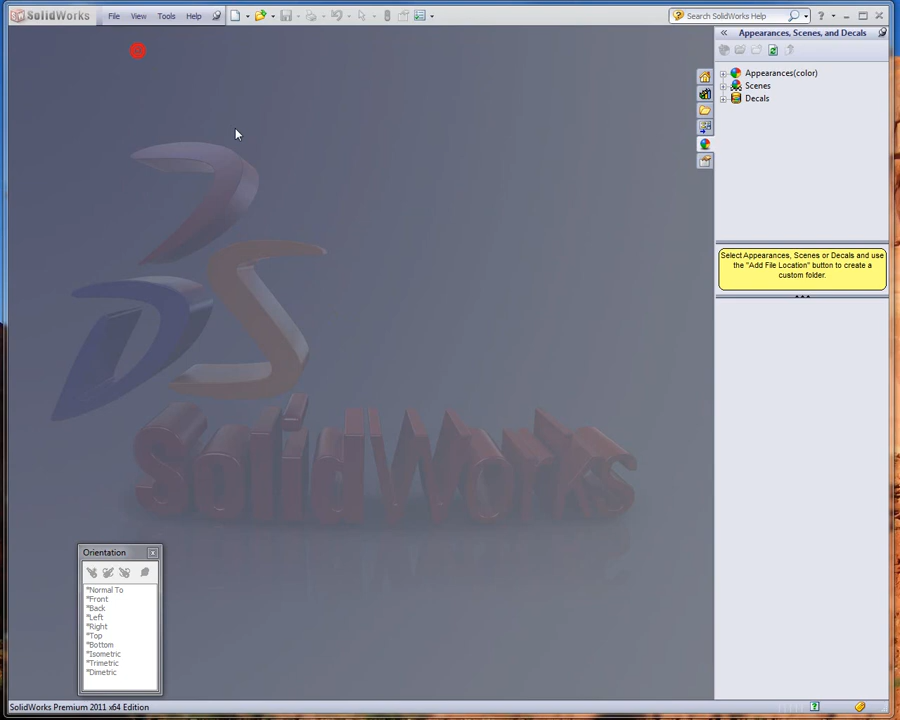 SolidWorks File View Tools Help Search SolidWorks Help ?
Appearances, Scenes, and Decals
Appearances(color)
Scenes
Decals
Select Appearances, Scenes or Decals and use
the "Add File Location" button to create a
custom folder.
DS
SolidWorks
Orientation
*Normal To
*Front
*Back
*Left
*Right
*Top
*Bottom
*Isometric
*Trimetric
*Dimetric
SolidWorks Premium 2011 x64 Edition